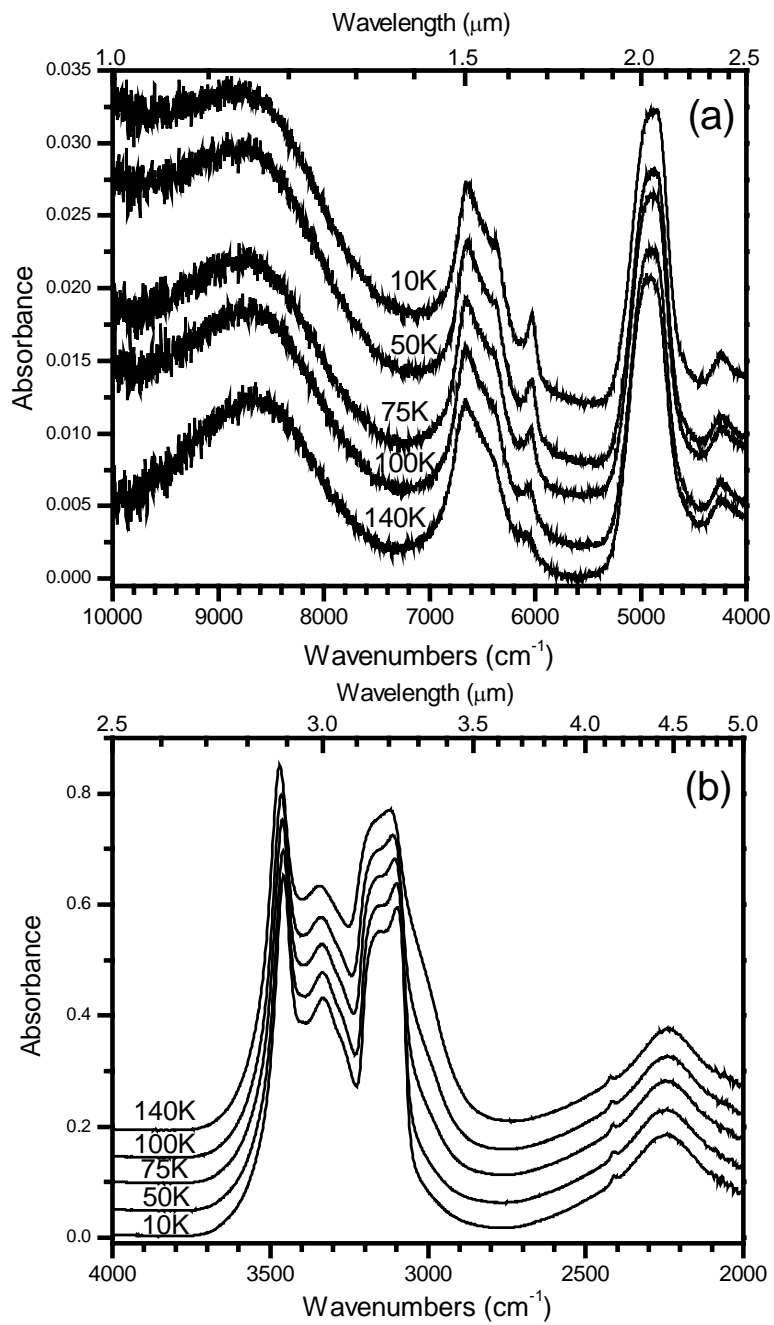 Wavelength (μm)
1.0 1.5 2.0 2.5
0.035
(a)
0.030
0.025
0.020
0.015
0.010
0.005
0.000
Absorbance
10K
50K
75K
100K
140K
10000 9000 8000 7000 6000 5000 4000
Wavenumbers (cm⁻¹)
Wavelength (μm)
2.5 3.0 3.5 4.0 4.5 5.0
(b)
0.8
0.6
0.4
0.2
0.0
Absorbance
140K
100K
75K
50K
10K
4000 3500 3000 2500 2000
Wavenumbers (cm⁻¹)